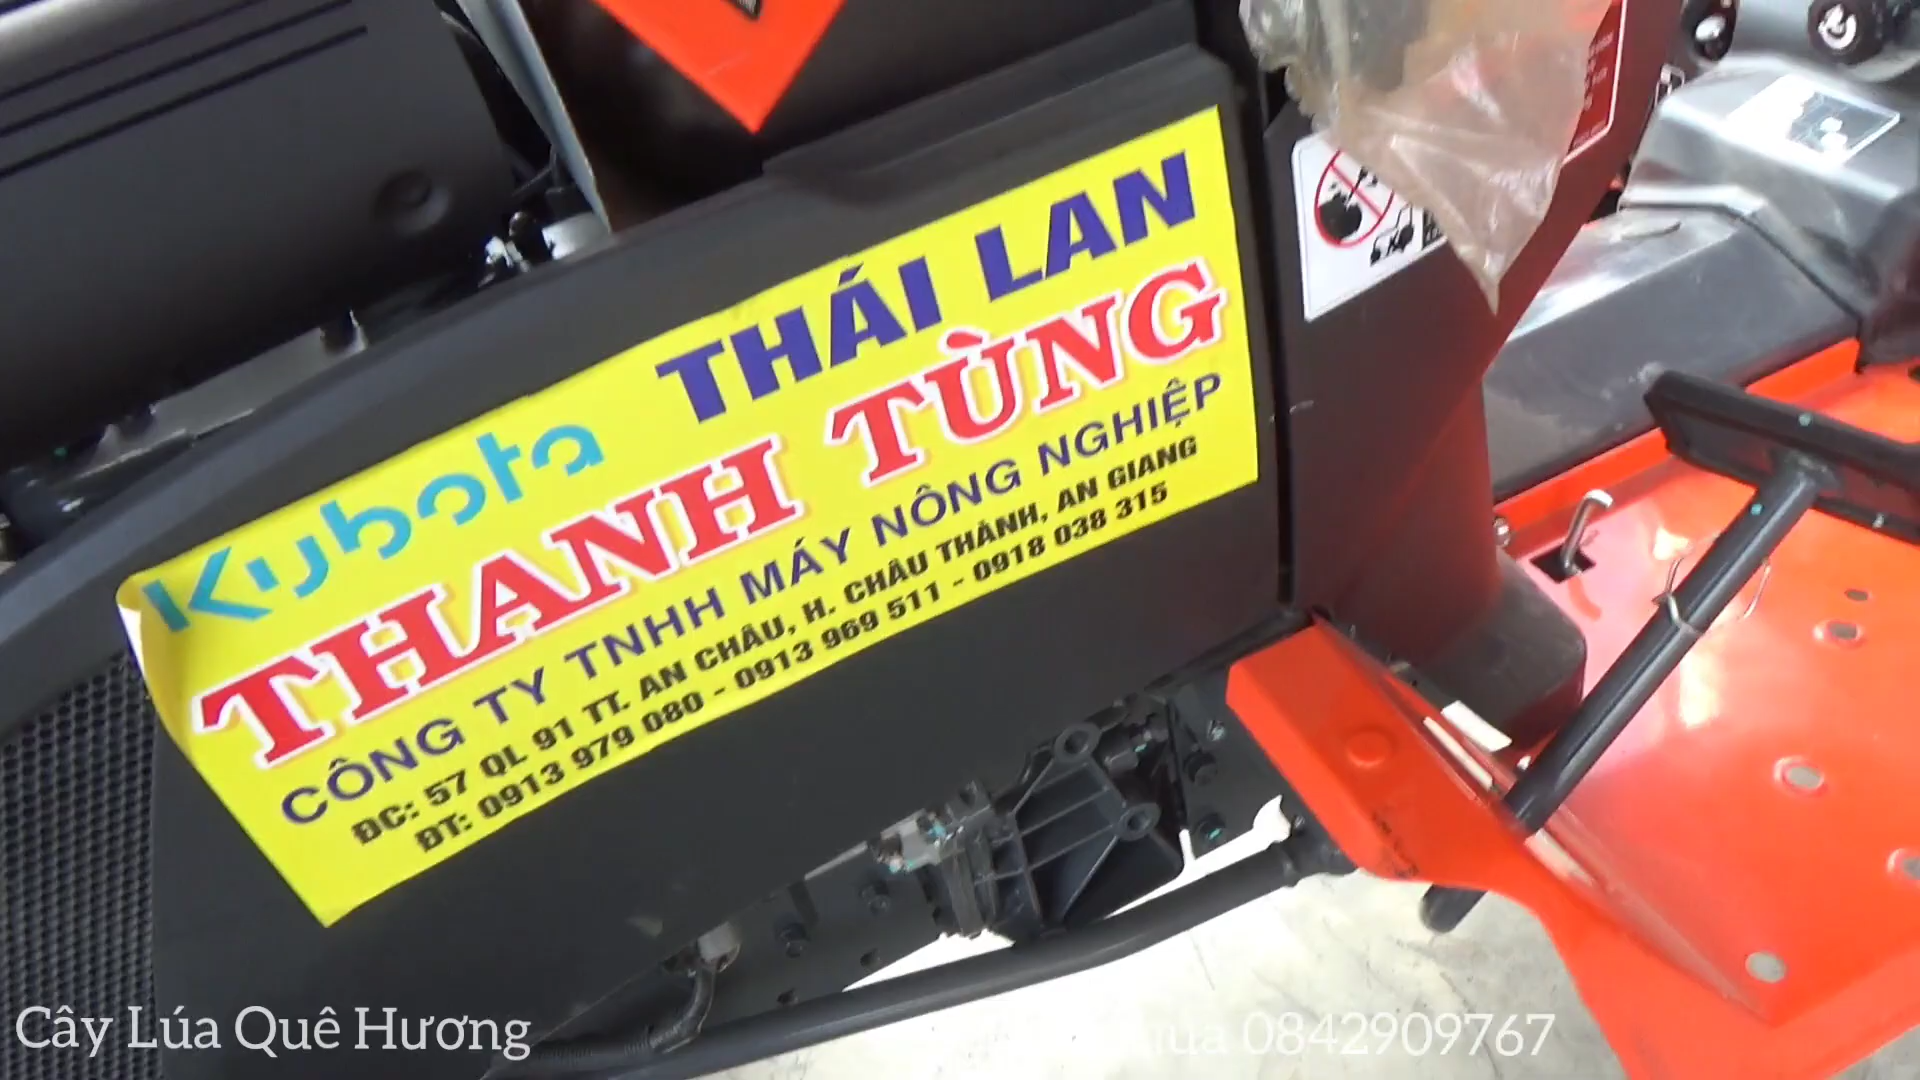 Kubota THÁI LAN
THANH TÙNG
CÔNG TY TNHH MÁY NÔNG NGHIỆP
ĐC: 57 QL 91 TT. AN CHÂU, H. CHÂU THÀNH, AN GIANG
ĐT: 0913 979 080 - 0913 969 511 - 0918 038 315
Cây Lúa Quê Hương
0842909767